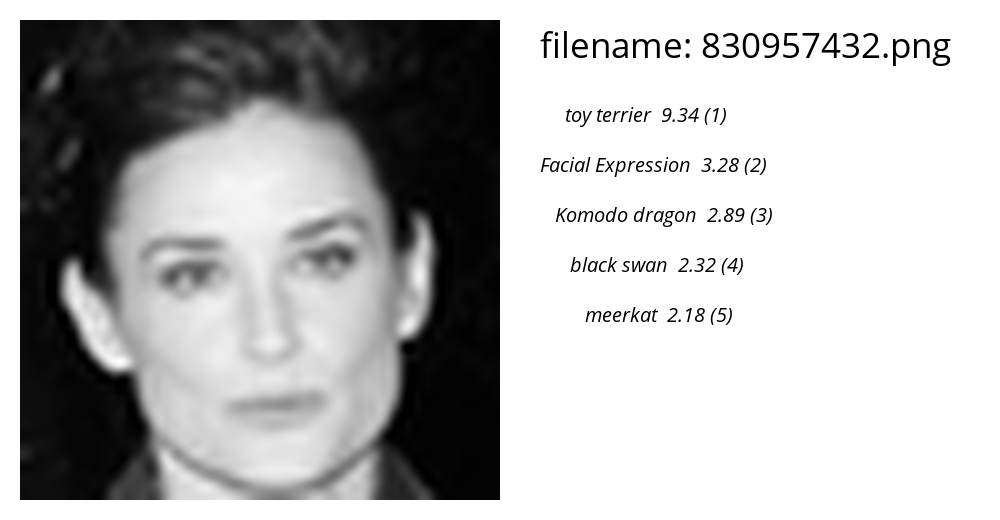 filename: 830957432.png
toy terrier 9.34 (1)
Facial Expression 3.28 (2)
Komodo dragon 2.89 (3)
black swan 2.32 (4)
meerkat 2.18 (5)